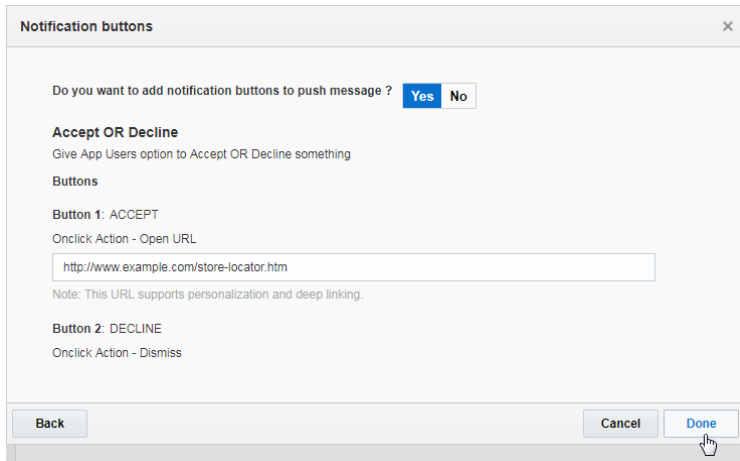 Notification buttons ×
Do you want to add notification buttons to push message ? Yes No
Accept OR Decline
Give App Users option to Accept OR Decline something
Buttons
Button 1: ACCEPT
Onclick Action - Open URL
http://www.example.com/store-locator.htm
Note: This URL supports personalization and deep linking.
Button 2: DECLINE
Onclick Action - Dismiss
Back Cancel Done